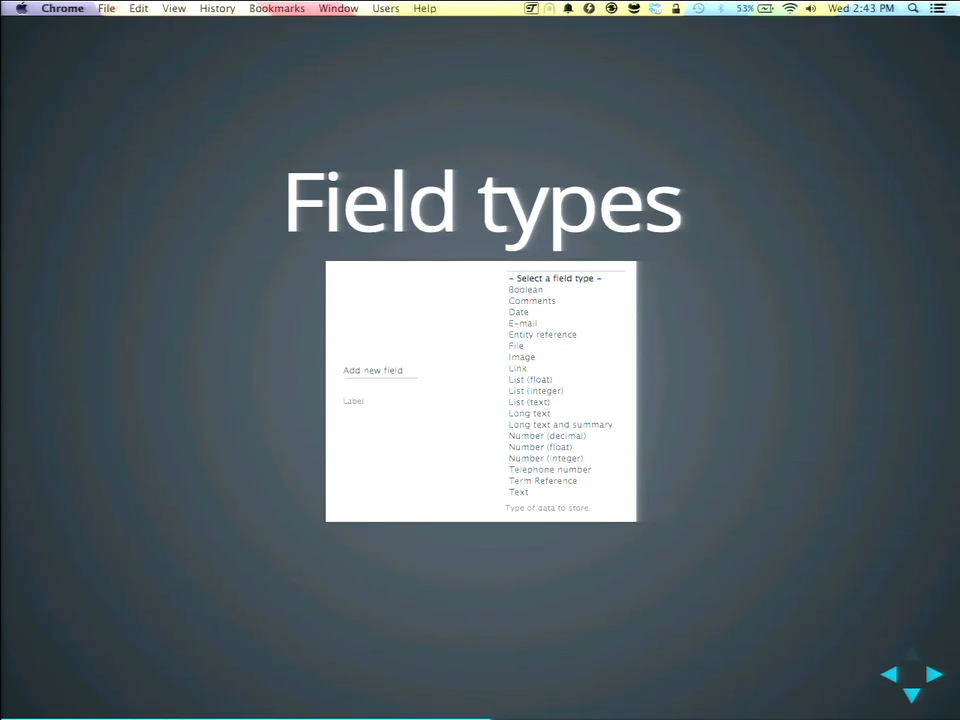 Chrome File Edit View History Bookmarks Window Users Help 53% Wed 2:43 PM
Field types
– Select a field type –
Boolean
Comments
Date
E-mail
Entity reference
File
Image
Link
Add new field
List (float)
List (integer)
Label
List (text)
Long text
Long text and summary
Number (decimal)
Number (float)
Number (integer)
Telephone number
Term Reference
Text
Type of data to store.